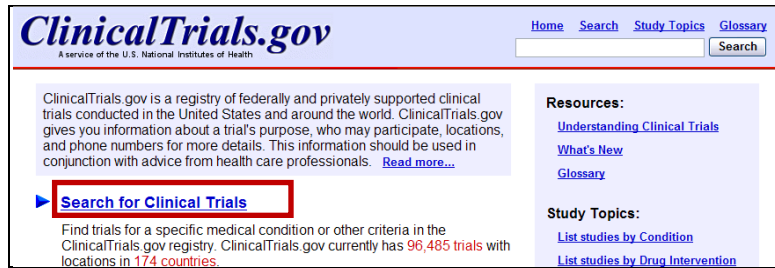 ClinicalTrials.gov
A service of the U.S. National Institutes of Health
Home Search Study Topics Glossary
Search
ClinicalTrials.gov is a registry of federally and privately supported clinical
trials conducted in the United States and around the world. ClinicalTrials.gov
gives you information about a trial's purpose, who may participate, locations,
and phone numbers for more details. This information should be used in
conjunction with advice from health care professionals. Read more...
Search for Clinical Trials
Find trials for a specific medical condition or other criteria in the
ClinicalTrials.gov registry. ClinicalTrials.gov currently has 96,485 trials with
locations in 174 countries.
Resources:
Understanding Clinical Trials
What's New
Glossary
Study Topics:
List studies by Condition
List studies by Drug Intervention